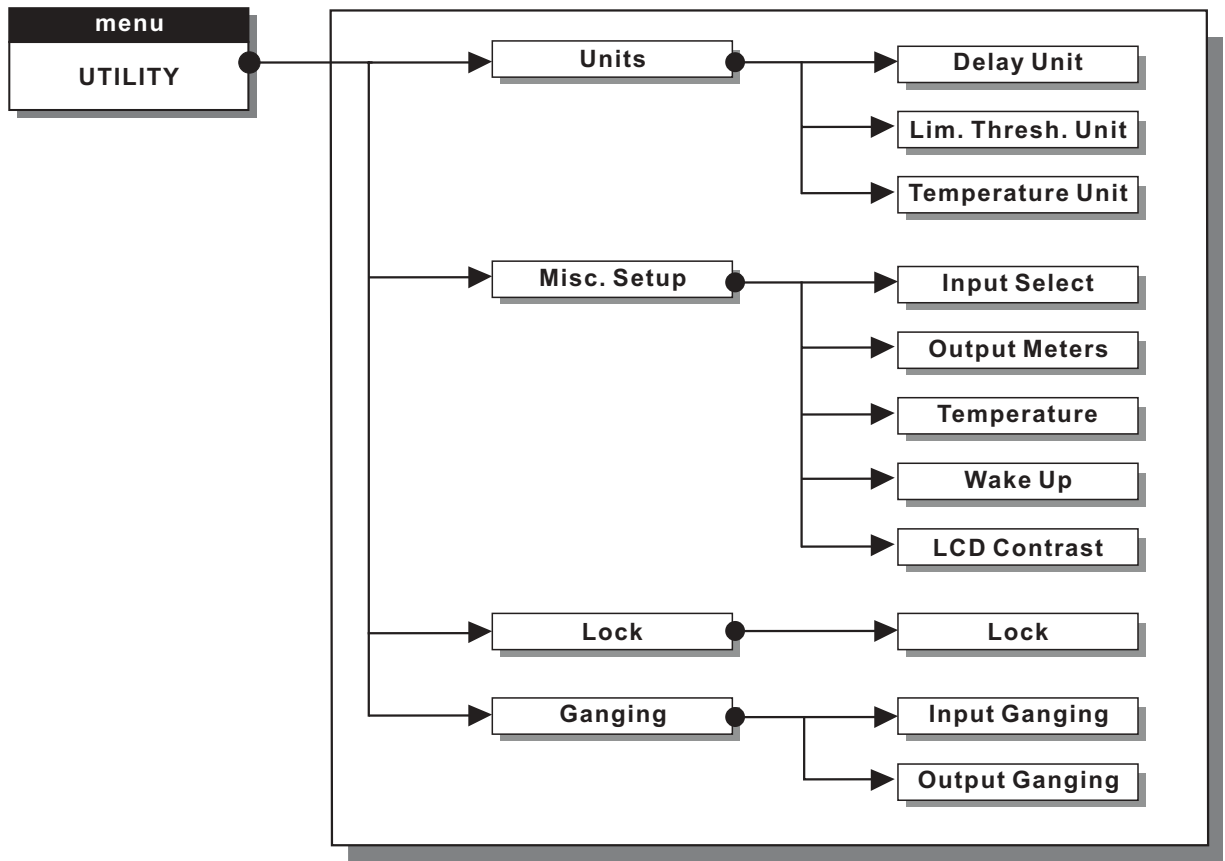 menu
UTILITY
Units
Delay Unit
Lim. Thresh. Unit
Temperature Unit
Misc. Setup
Input Select
Output Meters
Temperature
Wake Up
LCD Contrast
Lock
Lock
Ganging
Input Ganging
Output Ganging